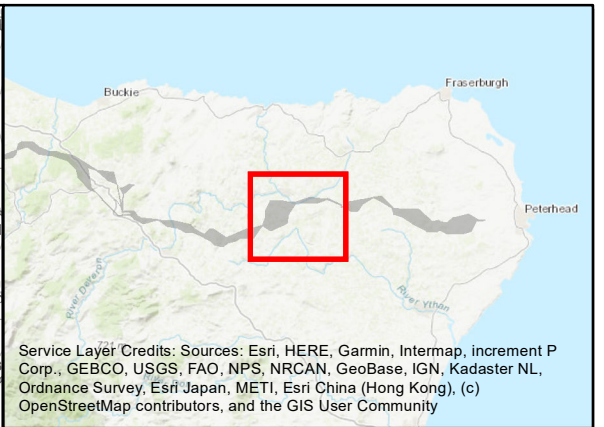 Buckie
Fraserburgh
Peterhead
River Deveron
River Ythan
721 m
Service Layer Credits: Sources: Esri, HERE, Garmin, Intermap, increment P
Corp., GEBCO, USGS, FAO, NPS, NRCAN, GeoBase, IGN, Kadaster NL,
Ordnance Survey, Esri Japan, METI, Esri China (Hong Kong), (c)
OpenStreetMap contributors, and the GIS User Community